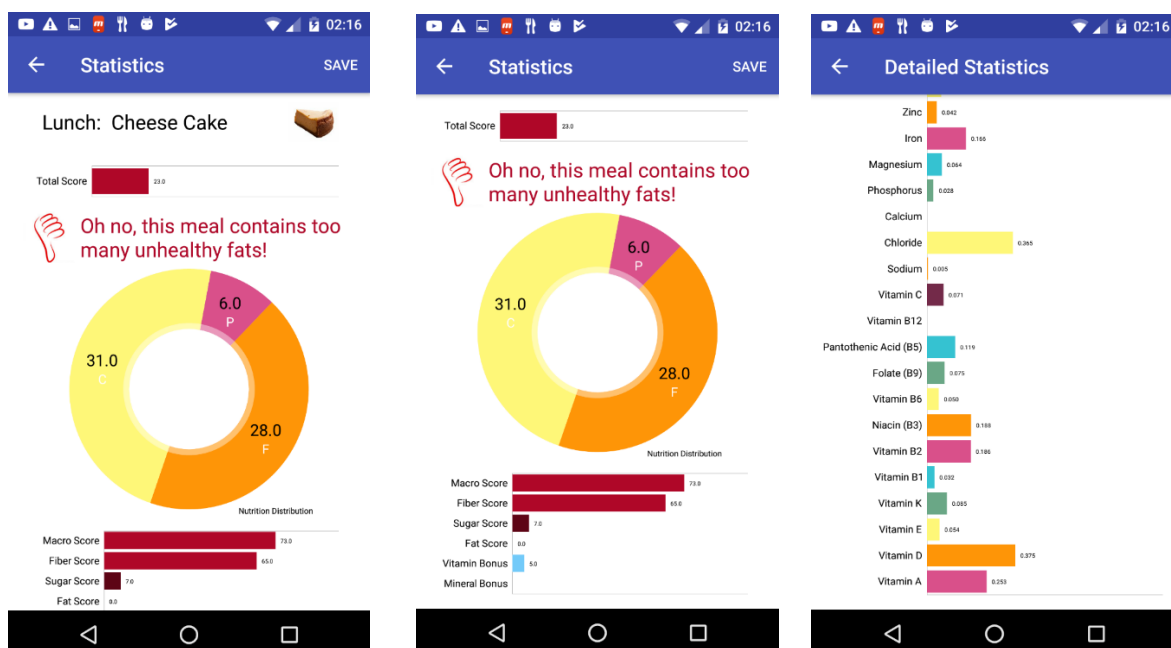 02:16
Statistics SAVE
Lunch: Cheese Cake
Total Score 23.0
Oh no, this meal contains too
many unhealthy fats!
6.0
P
31.0
C
28.0
F
Nutrition Distribution
Macro Score 73.0
Fiber Score 65.0
Sugar Score 7.0
Fat Score 0.0
02:16
Statistics SAVE
Total Score 23.0
Oh no, this meal contains too
many unhealthy fats!
6.0
P
31.0
C
28.0
F
Nutrition Distribution
Macro Score 73.0
Fiber Score 65.0
Sugar Score 7.0
Fat Score 0.0
Vitamin Bonus 5.0
Mineral Bonus
02:16
Detailed Statistics
Zinc 0.042
Iron 0.166
Magnesium 0.064
Phosphorus 0.028
Calcium
Chloride 0.365
Sodium 0.005
Vitamin C 0.071
Vitamin B12
Pantothenic Acid (B5) 0.119
Folate (B9) 0.075
Vitamin B6 0.050
Niacin (B3)
Vitamin B2 0.186
Vitamin B1 0.032
Vitamin K 0.085
Vitamin E 0.054
Vitamin D 0.375
Vitamin A 0.253